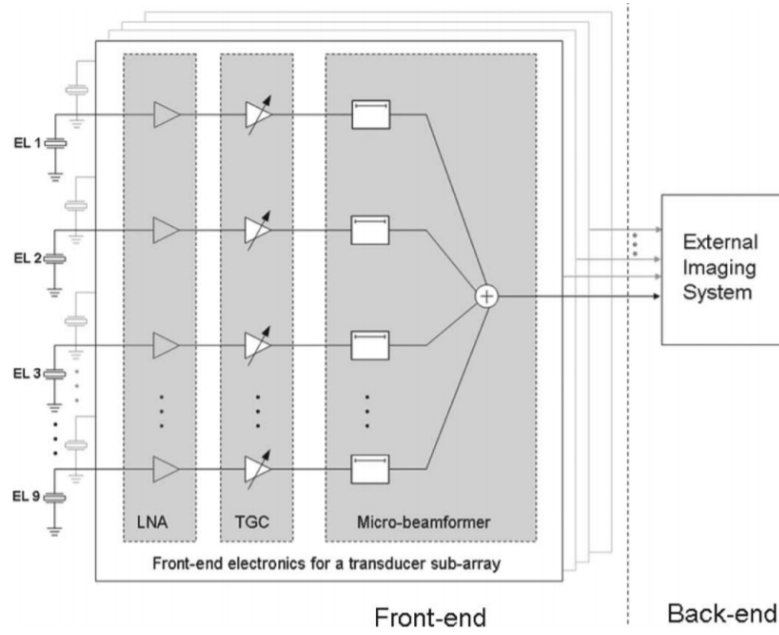 EL 1
EL 2
EL 3
EL 9
LNA
TGC
Micro-beamformer
Front-end electronics for a transducer sub-array
External
Imaging
System
Front-end
Back-end